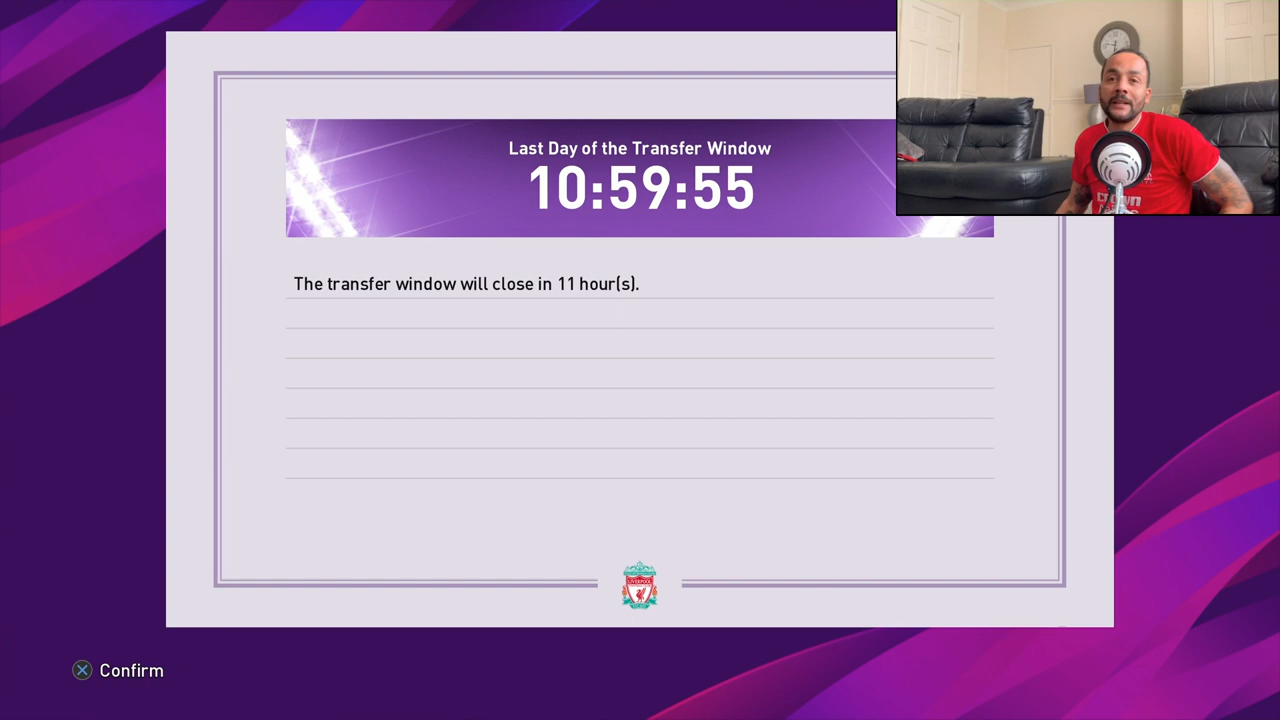 Last Day of the Transfer Window
10:59:55
The transfer window will close in 11 hour(s).
LIVERPOOL
Confirm